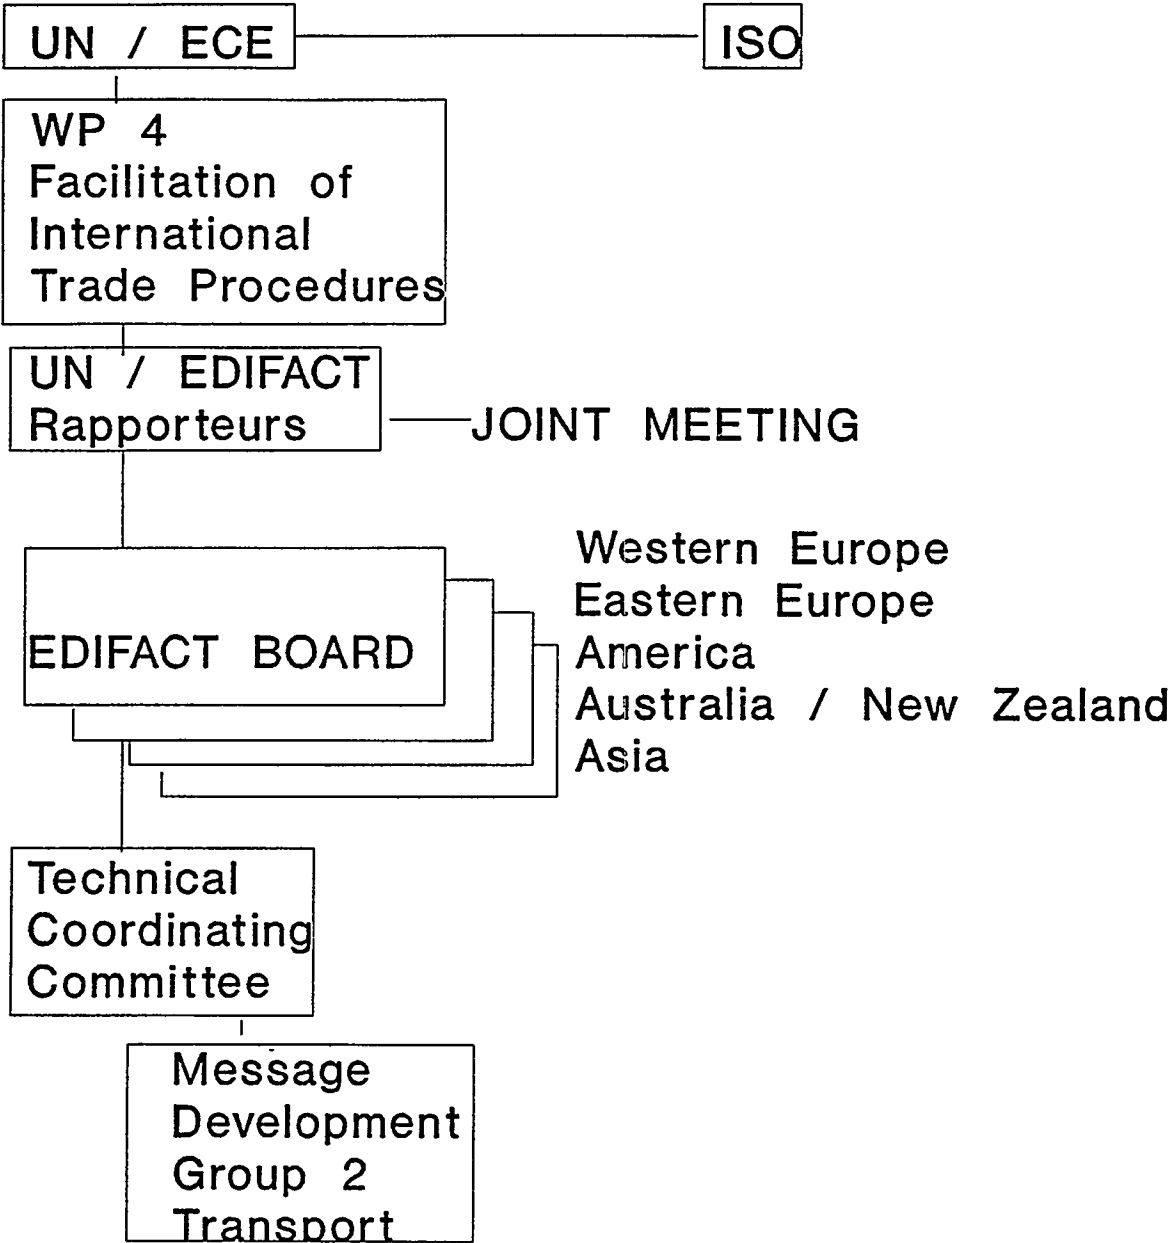 UN / ECE
ISO
WP 4
Facilitation of
International
Trade Procedures
UN / EDIFACT
Rapporteurs
JOINT MEETING
EDIFACT BOARD
Western Europe
Eastern Europe
America
Australia / New Zealand
Asia
Technical
Coordinating
Committee
Message
Development
Group 2
Transport